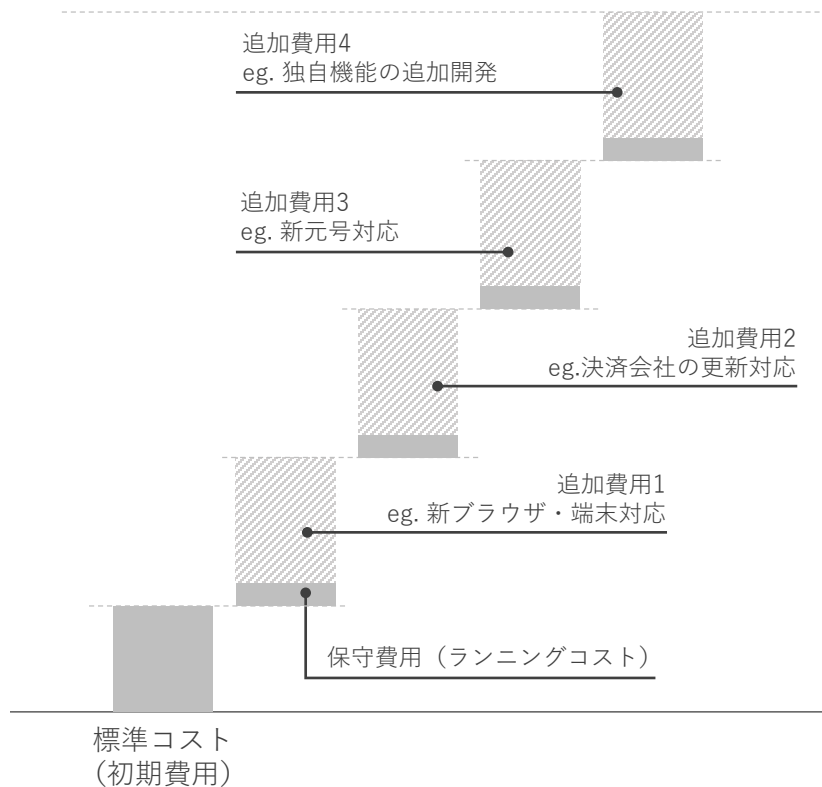 追加費用4
eg. 独自機能の追加開発
追加費用3
eg. 新元号対応
追加費用2
eg.決済会社の更新対応
追加費用1
eg. 新ブラウザ・端末対応
保守費用（ランニングコスト）
標準コスト
（初期費用）